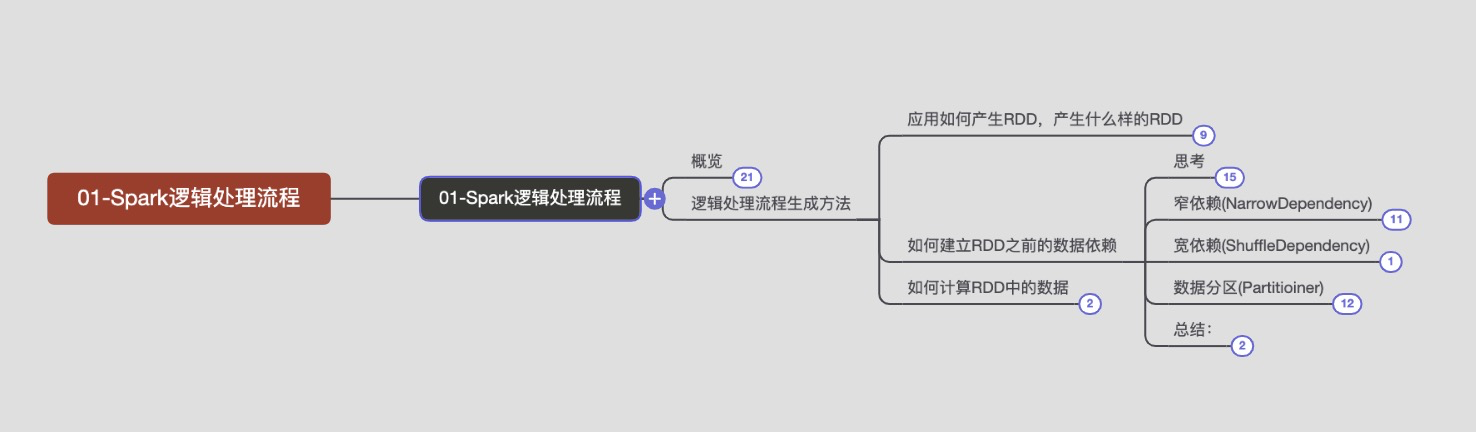 01-Spark逻辑处理流程
01-Spark逻辑处理流程
概览
21
逻辑处理流程生成方法
应用如何产生RDD，产生什么样的RDD
9
如何建立RDD之前的数据依赖
思考
15
窄依赖(NarrowDependency)
11
宽依赖(ShuffleDependency)
1
数据分区(Partitioiner)
12
总结：
2
如何计算RDD中的数据
2